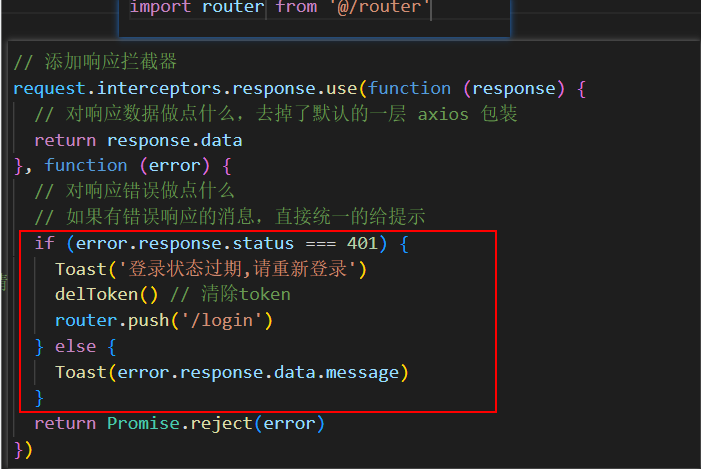 import router from '@/router'
// 添加响应拦截器
request.interceptors.response.use(function (response) {
// 对响应数据做点什么，去掉了默认的一层 axios 包装
return response.data
}, function (error) {
// 对响应错误做点什么
// 如果有错误响应的消息，直接统一的给提示
if (error.response.status === 401) {
Toast('登录状态过期,请重新登录')
delToken() // 清除token
router.push('/login')
} else {
Toast(error.response.data.message)
}
return Promise.reject(error)
})